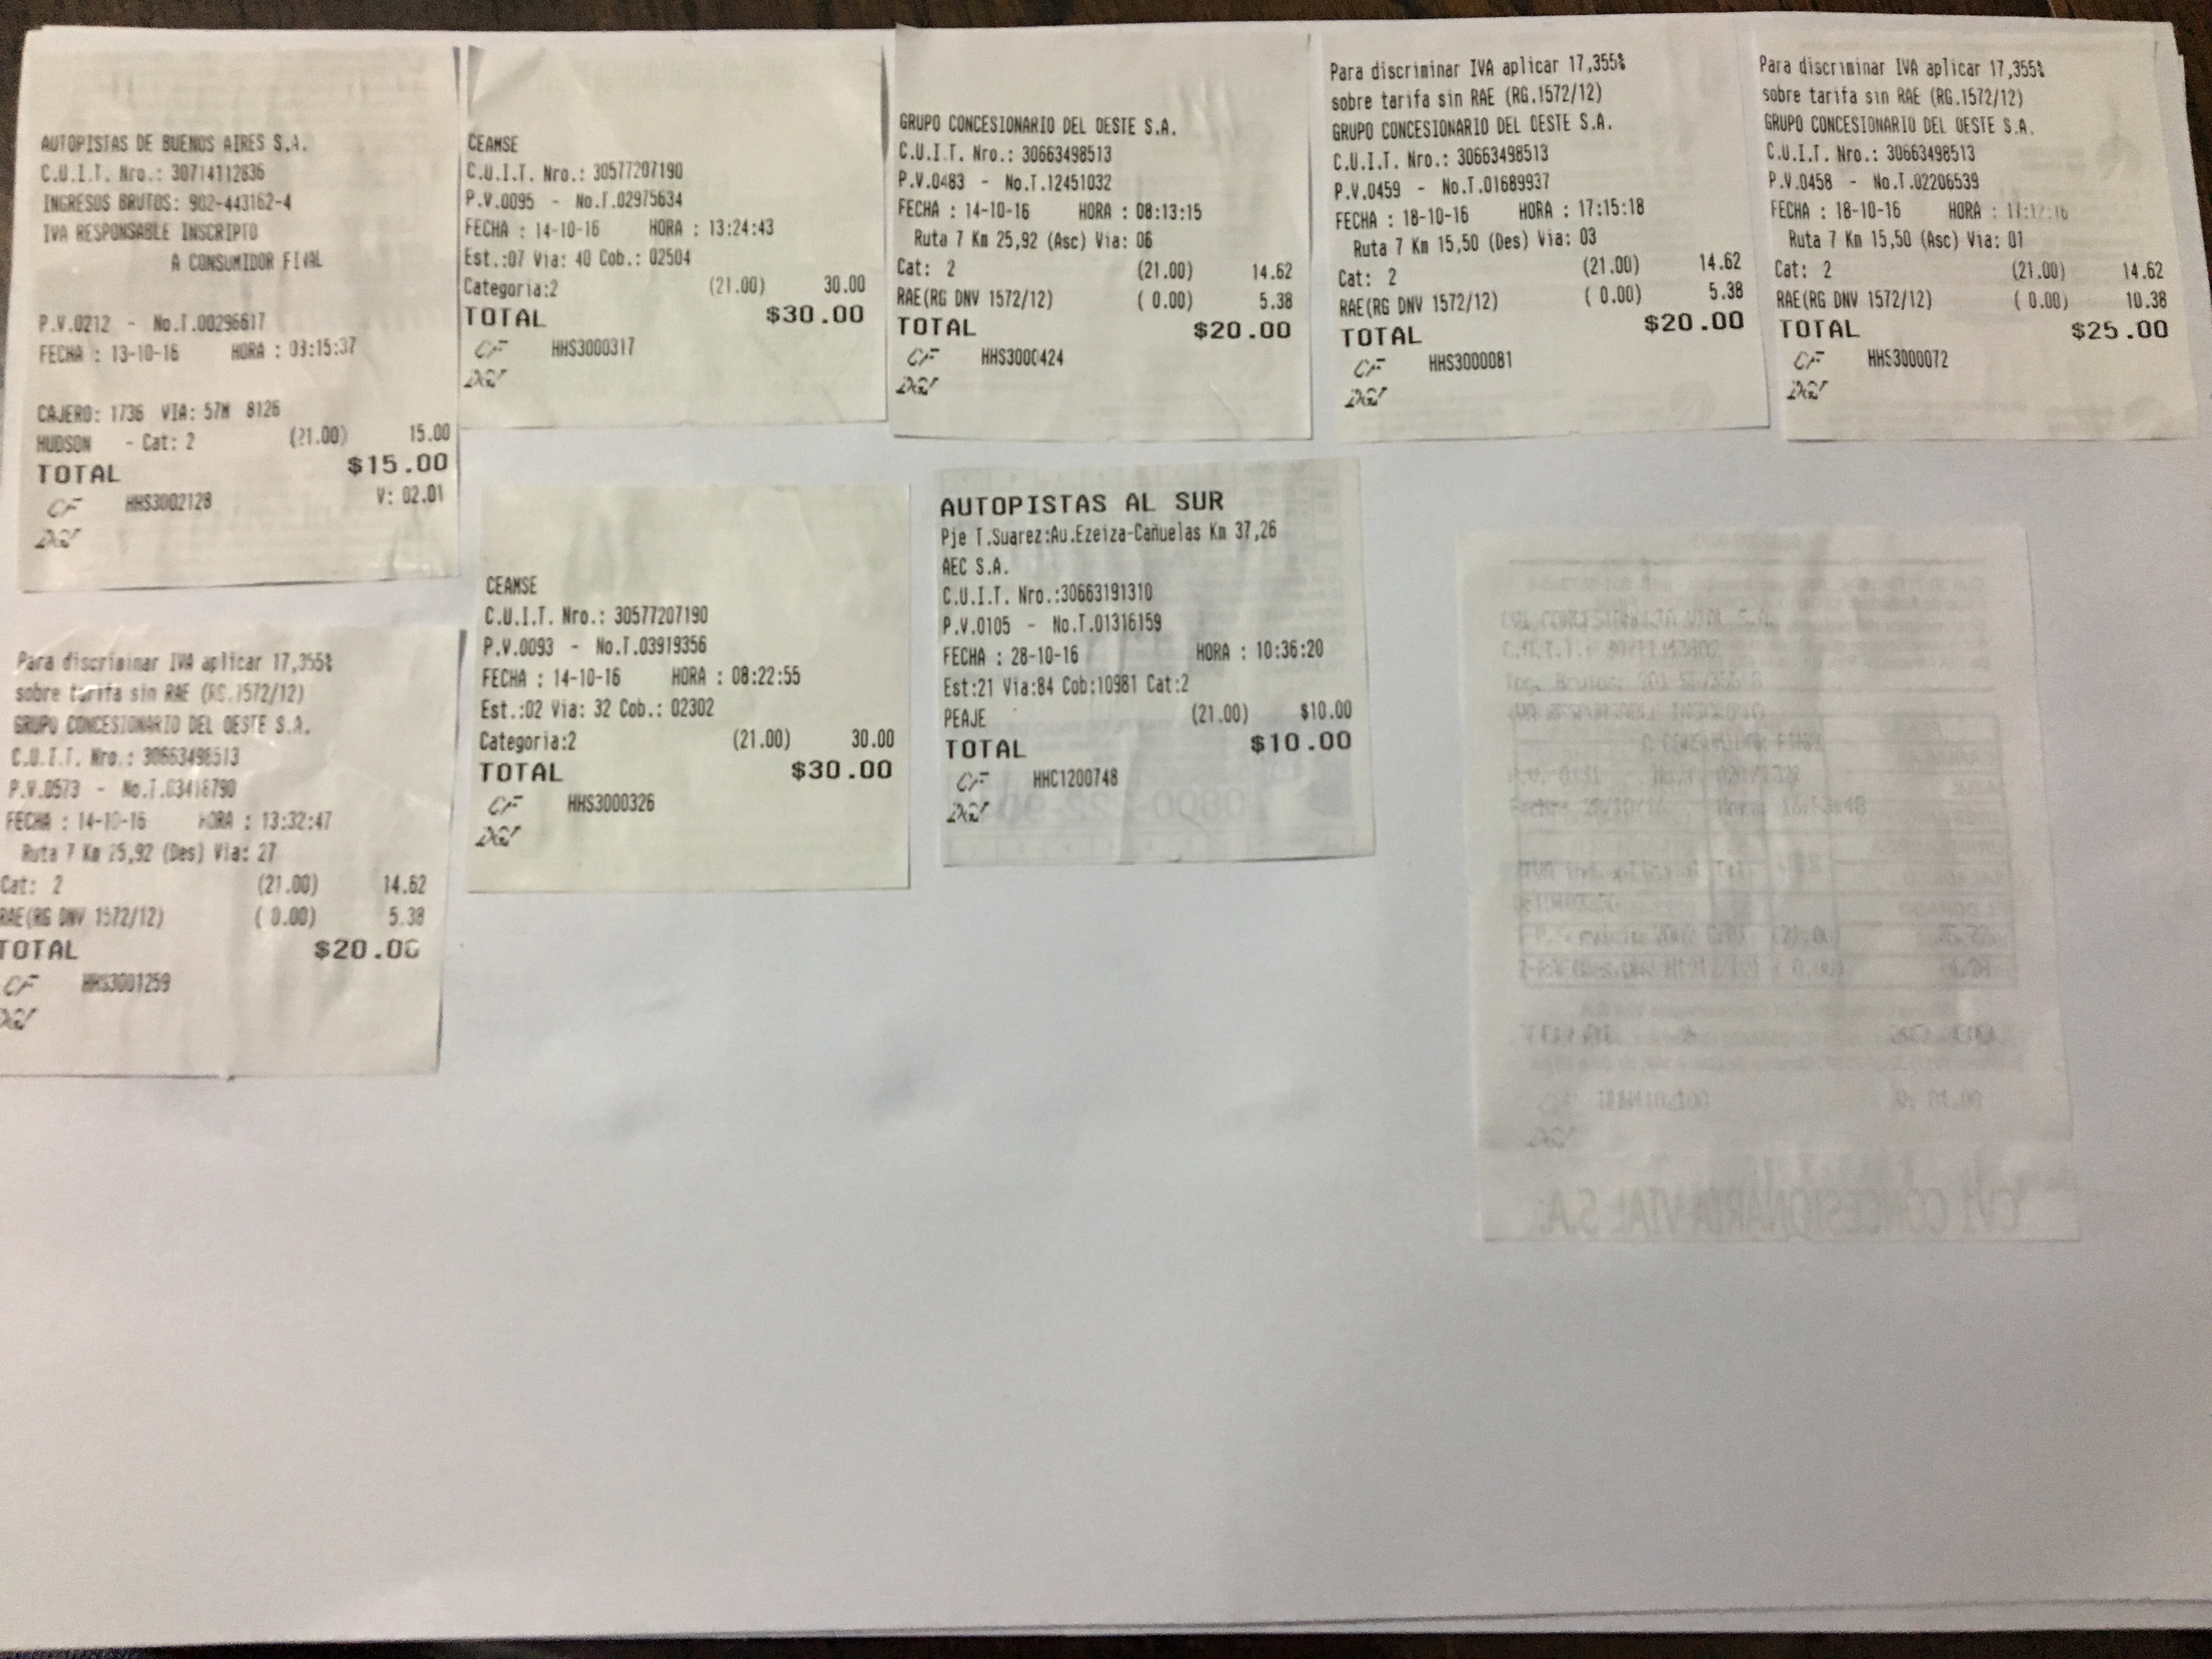 AUTOPISTAS DE BUENOS AIRES S.A.
C.U.I.T. Nro.: 30714112836
INGRESOS BRUTOS: 902-443162-4
IVA RESPONSABLE INSCRIPTO
A CONSUMIDOR FINAL
P.V.0212 - No.T.00296617
FECHA : 13-10-16 HORA : 03:15:37
CAJERO: 1736 VIA: 57M 8126
HUDSON - Cat: 2 (21.00) 15.00
TOTAL $15.00
CF HHS3002128 V: 02.01
CEAMSE
C.U.I.T. Nro.: 30577207190
P.V.0095 - No.T.02975634
FECHA : 14-10-16 HORA : 13:24:43
Est.:07 Via: 40 Cob.: 02504
Categoria:2 (21.00) 30.00
TOTAL $30.00
CF HHS3000317
GRUPO CONCESIONARIO DEL OESTE S.A.
C.U.I.T. Nro.: 30663498513
P.V.0483 - No.T.12451032
FECHA : 14-10-16 HORA : 08:13:15
Ruta 7 Km 25,92 (Asc) Via: 06
Cat: 2 (21.00) 14.62
RAE(RG DNV 1572/12) ( 0.00) 5.38
TOTAL $20.00
CF HHS3000424
Para discriminar IVA aplicar 17,355%
sobre tarifa sin RAE (RG.1572/12)
GRUPO CONCESIONARIO DEL OESTE S.A.
C.U.I.T. Nro.: 30663498513
P.V.0459 - No.T.01689937
FECHA : 18-10-16 HORA : 17:15:18
Ruta 7 Km 15,50 (Des) Via: 03
Cat: 2 (21.00) 14.62
RAE(RG DNV 1572/12) ( 0.00) 5.38
TOTAL $20.00
CF HHS3000081
Para discriminar IVA aplicar 17,355%
sobre tarifa sin RAE (RG.1572/12)
GRUPO CONCESIONARIO DEL OESTE S.A.
C.U.I.T. Nro.: 30663498513
P.V.0458 - No.T.02206539
FECHA : 18-10-16 HORA :
Ruta 7 Km 15,50 (Asc) Via: 01
Cat: 2 (21.00) 14.62
RAE(RG DNV 1572/12) ( 0.00) 10.38
TOTAL $25.00
CF HHS3000072
Para discriminar IVA aplicar 17,355%
sobre tarifa sin RAE (RG.1572/12)
GRUPO CONCESIONARIO DEL OESTE S.A.
C.U.I.T. Nro.: 30663498513
P.V.0573 - No.T.03418790
FECHA : 14-10-16 HORA : 13:32:47
Ruta 7 Km 25,92 (Des) Via: 27
Cat: 2 (21.00) 14.62
RAE(RG DNV 1572/12) ( 0.00) 5.38
TOTAL $20.00
CF HHS3001259
CEAMSE
C.U.I.T. Nro.: 30577207190
P.V.0093 - No.T.03919356
FECHA : 14-10-16 HORA : 08:22:55
Est.:02 Via: 32 Cob.: 02302
Categoria:2 (21.00) 30.00
TOTAL $30.00
CF HHS3000326
AUTOPISTAS AL SUR
Pje T.Suarez:Au.Ezeiza-Cañuelas Km 37,26
AEC S.A.
C.U.I.T. Nro.:30663191310
P.V.0105 - No.T.01316159
FECHA : 28-10-16 HORA : 10:36:20
Est:21 Via:84 Cob:10981 Cat:2
PEAJE (21.00) $10.00
TOTAL $10.00
CF HHC1200748